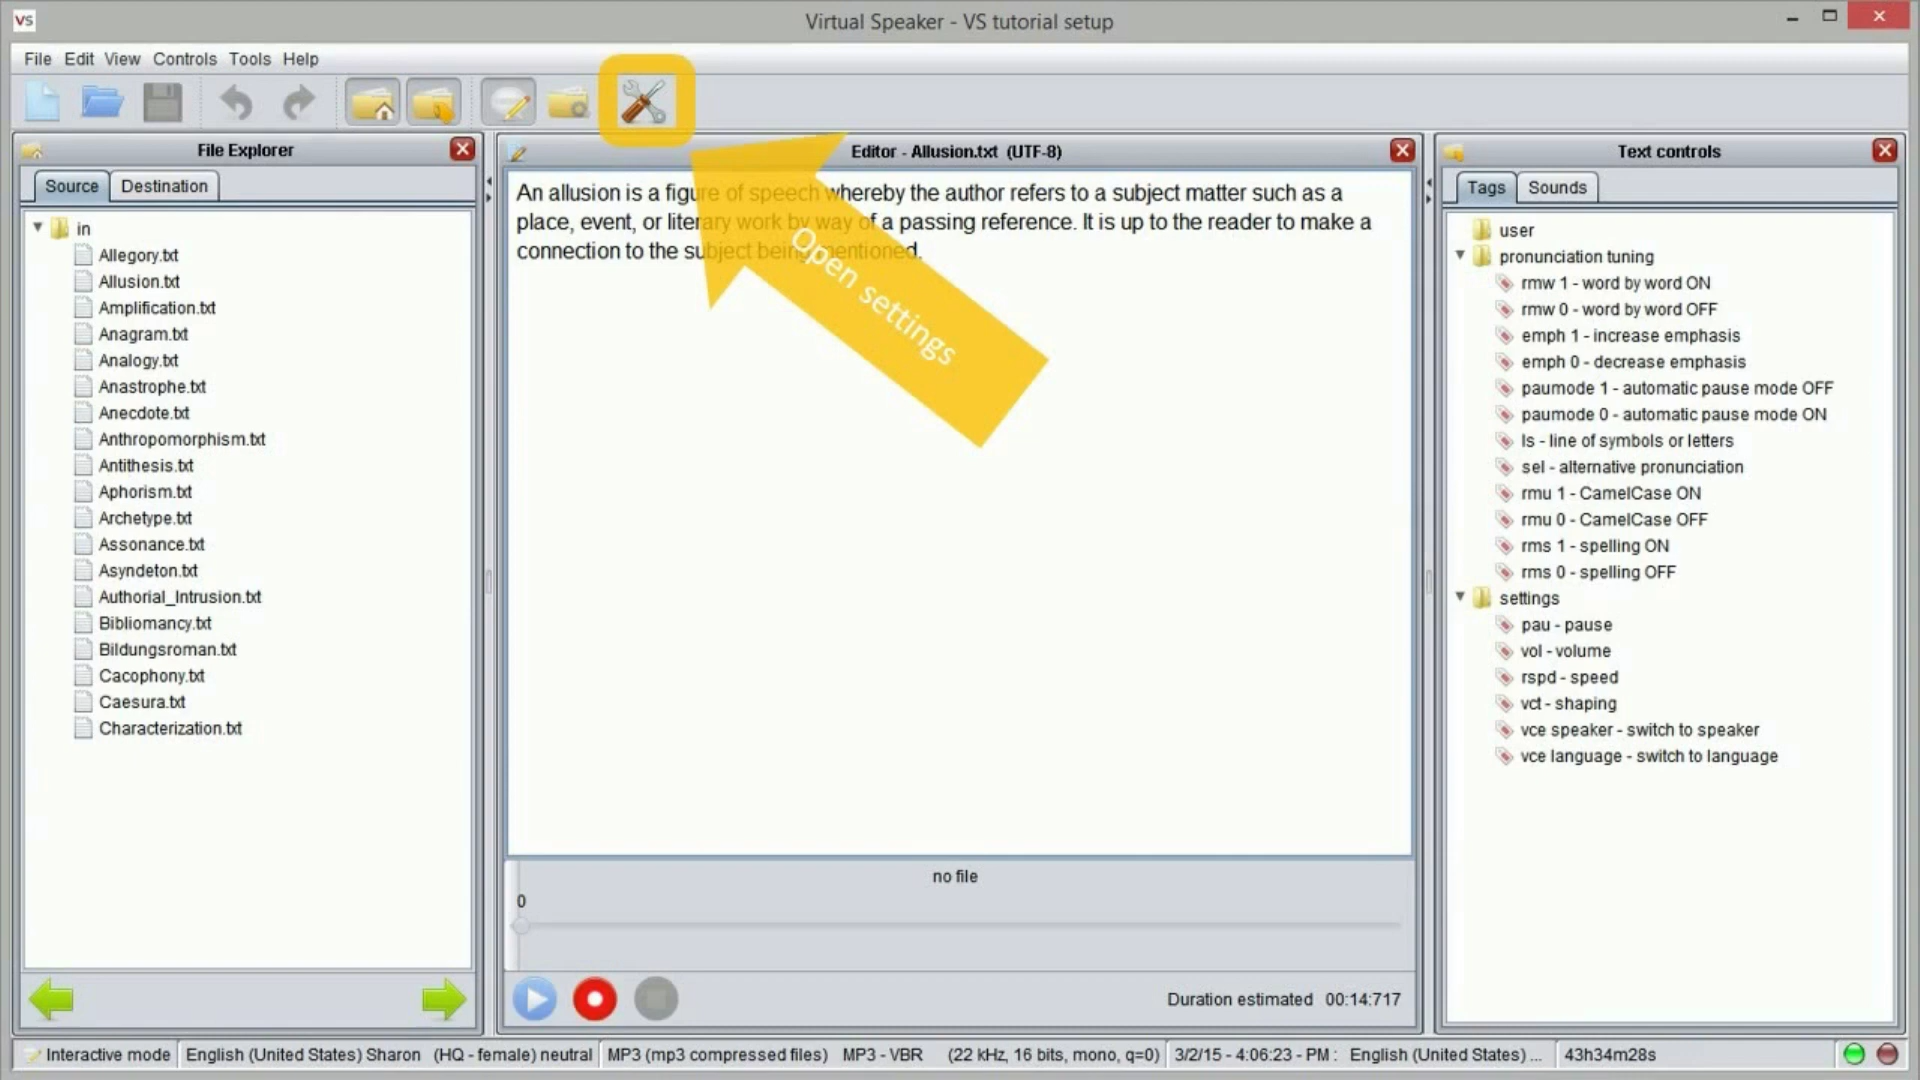 VS
Virtual Speaker - VS tutorial setup
File Edit View Controls Tools Help
File Explorer
Source Destination
in
Allegory.txt
Allusion.txt
Amplification.txt
Anagram.txt
Analogy.txt
Anastrophe.txt
Anecdote.txt
Anthropomorphism.txt
Antithesis.txt
Aphorism.txt
Archetype.txt
Assonance.txt
Asyndeton.txt
Authorial_Intrusion.txt
Bibliomancy.txt
Bildungsroman.txt
Cacophony.txt
Caesura.txt
Characterization.txt
Editor - Allusion.txt (UTF-8)
An allusion is a figure of speech whereby the author refers to a subject matter such as a
place, event, or literary work by way of a passing reference. It is up to the reader to make a
connection to the subject being mentioned.
Open settings
no file
0
Duration estimated 00:14:717
Text controls
Tags Sounds
user
pronunciation tuning
rmw 1 - word by word ON
rmw 0 - word by word OFF
emph 1 - increase emphasis
emph 0 - decrease emphasis
paumode 1 - automatic pause mode OFF
paumode 0 - automatic pause mode ON
ls - line of symbols or letters
sel - alternative pronunciation
rmu 1 - CamelCase ON
rmu 0 - CamelCase OFF
rms 1 - spelling ON
rms 0 - spelling OFF
settings
pau - pause
vol - volume
rspd - speed
vct - shaping
vce speaker - switch to speaker
vce language - switch to language
Interactive mode English (United States) Sharon (HQ - female) neutral MP3 (mp3 compressed files) MP3 - VBR (22 kHz, 16 bits, mono, q=0) 3/2/15 - 4:06:23 - PM : English (United States) ... 43h34m28s